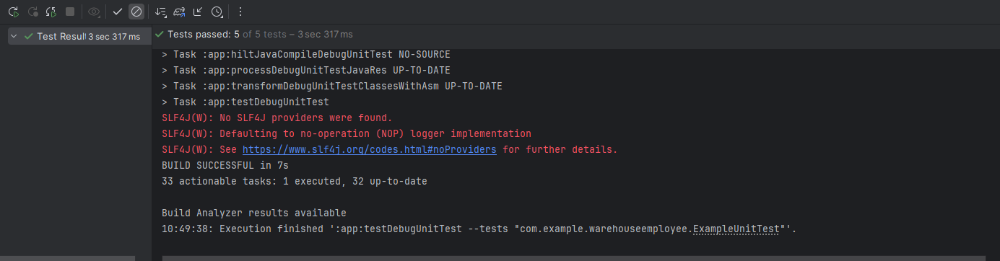 Test Resul 3 sec 317 ms
Tests passed: 5 of 5 tests – 3 sec 317 ms
> Task :app:hiltJavaCompileDebugUnitTest NO-SOURCE
> Task :app:processDebugUnitTestJavaRes UP-TO-DATE
> Task :app:transformDebugUnitTestClassesWithAsm UP-TO-DATE
> Task :app:testDebugUnitTest
SLF4J(W): No SLF4J providers were found.
SLF4J(W): Defaulting to no-operation (NOP) logger implementation
SLF4J(W): See https://www.slf4j.org/codes.html#noProviders for further details.
BUILD SUCCESSFUL in 7s
33 actionable tasks: 1 executed, 32 up-to-date
Build Analyzer results available
10:49:38: Execution finished ':app:testDebugUnitTest --tests "com.example.warehouseemployee.ExampleUnitTest"'.